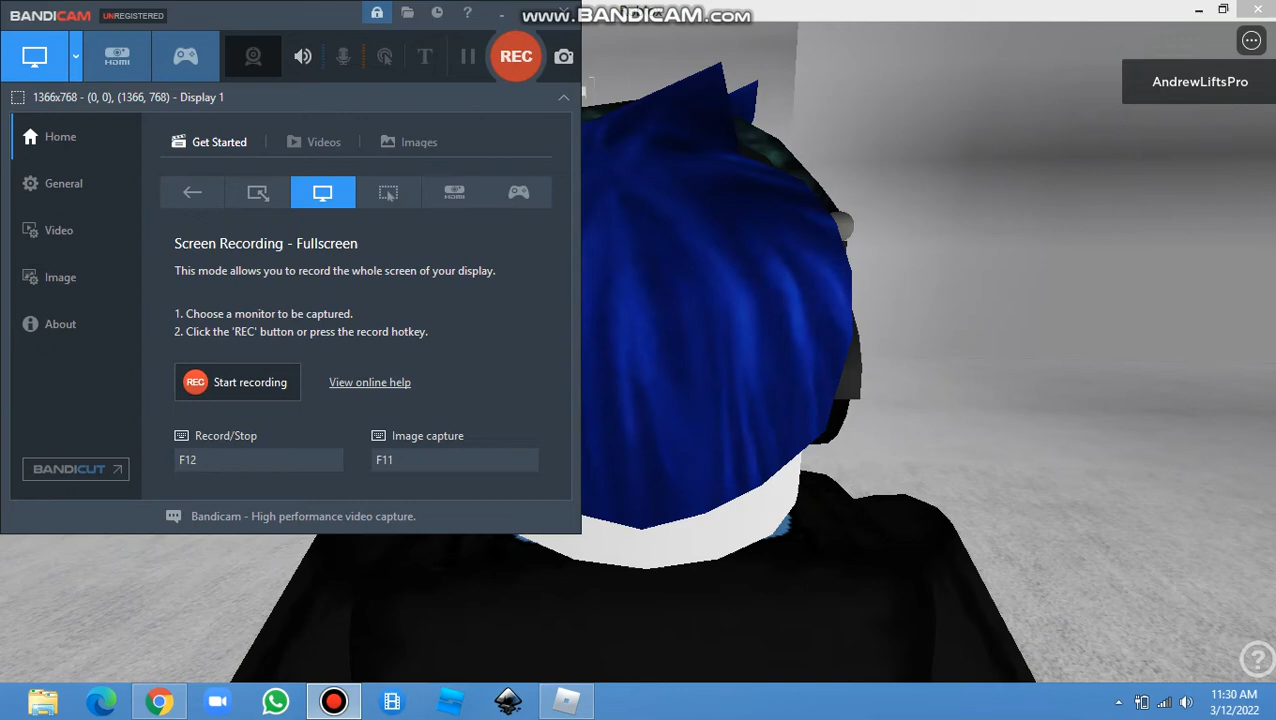 BANDICAM UNREGISTERED
www.BANDICAM.com
HDMI
T
REC
AndrewLiftsPro
1366x768 - (0, 0), (1366, 768) - Display 1
Home
General
Video
Image
About
BANDICUT
Get Started
Videos
Images
Screen Recording - Fullscreen
This mode allows you to record the whole screen of your display.
1. Choose a monitor to be captured.
2. Click the 'REC' button or press the record hotkey.
REC Start recording
View online help
Record/Stop
F12
Image capture
F11
Bandicam - High performance video capture.
11:30 AM
3/12/2022